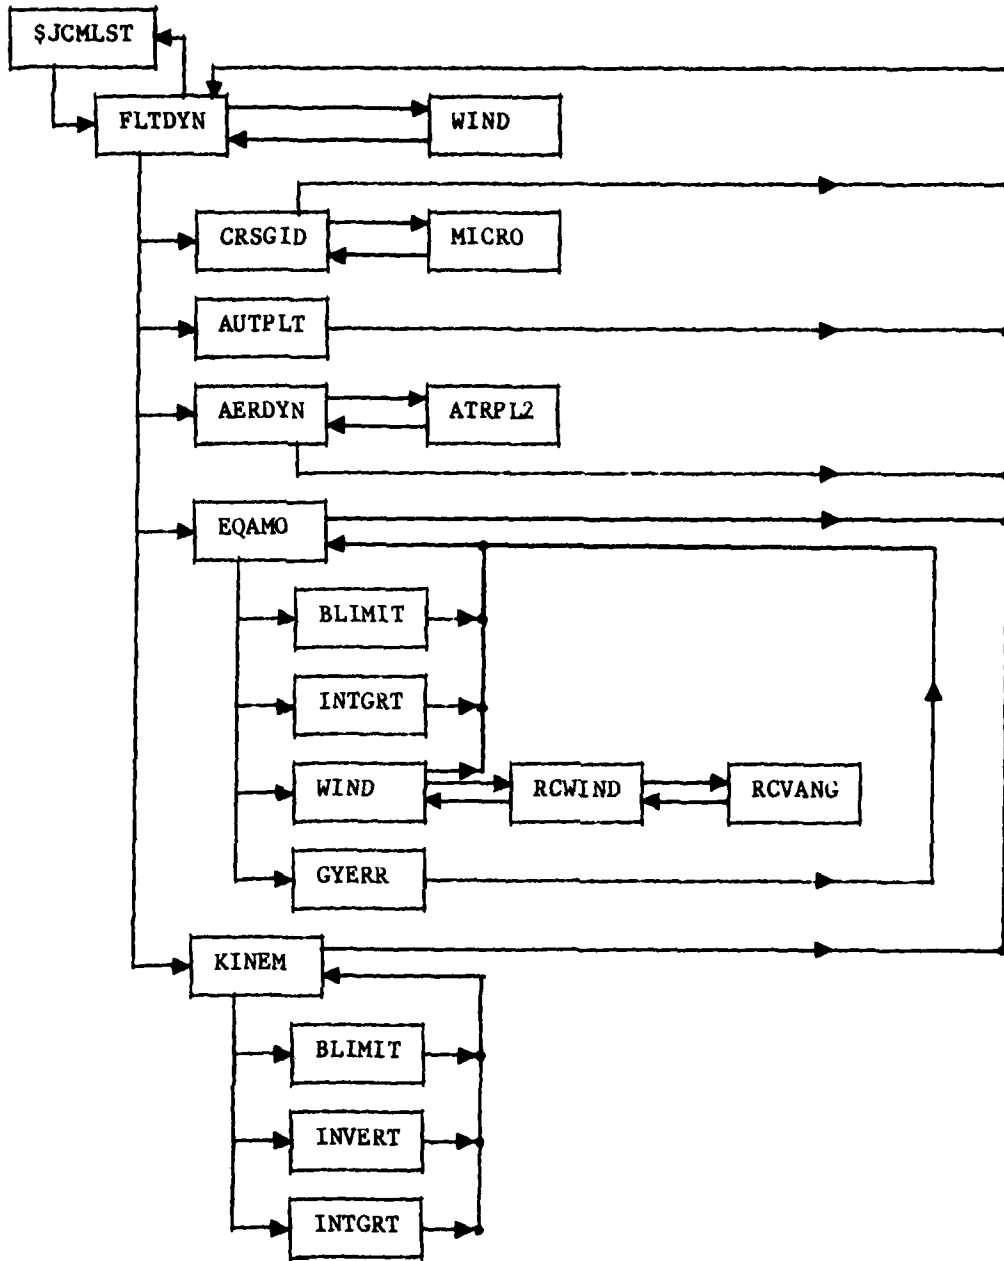 $JCMLST
FLTDYN
WIND
CRSGID
MICRO
AUTPLT
AERDYN
ATRPL2
EQAMO
BLIMIT
INTGRT
WIND
RCWIND
RCVANG
GYERR
KINEM
BLIMIT
INVERT
INTGRT